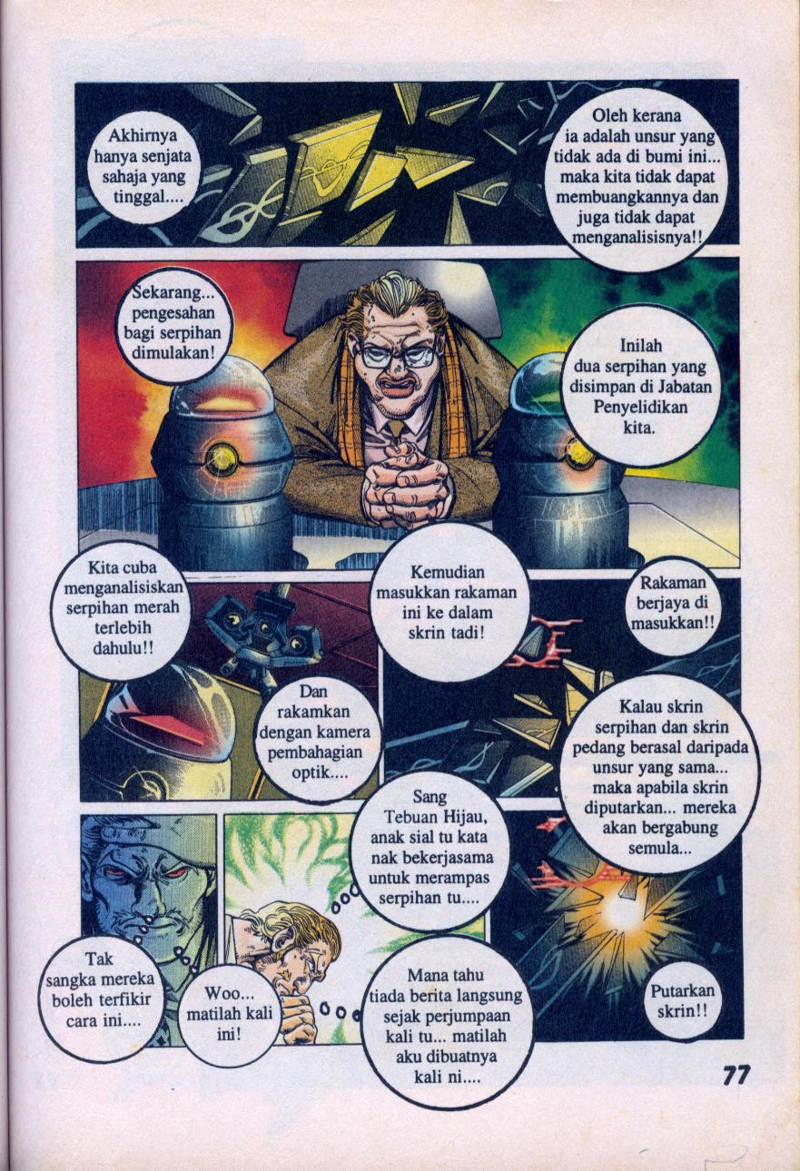 Akhirnya
hanya senjata
sahaja yang
tinggal....
Oleh kerana
ia adalah unsur yang
tidak ada di bumi ini...
maka kita tidak dapat
membuangkannya dan
juga tidak dapat
menganalisisnya!!
Sekarang...
pengesahan
bagi serpihan
dimulakan!
Inilah
dua serpihan yang
disimpan di Jabatan
Penyelidikan
kita.
Kita cuba
menganalisiskan
serpihan merah
terlebih
dahulu!!
Dan
rakamkan
dengan kamera
pembahagian
optik....
Kemudian
masukkan rakaman
ini ke dalam
skrin tadi!
Rakaman
berjaya di
masukkan!!
Kalau skrin
serpihan dan skrin
pedang berasal daripada
unsur yang sama...
maka apabila skrin
diputarkan... mereka
akan bergabung
semula...
Tak
sangka mereka
boleh terfikir
cara ini....
Woo...
matilah kali
ini!
Sang
Tebuan Hijau,
anak sial tu kata
nak bekerjasama
untuk merampas
serpihan tu....
Mana tahu
tiada berita langsung
sejak perjumpaan
kali tu... matilah
aku dibuatnya
kali ni....
Putarkan
skrin!!
77